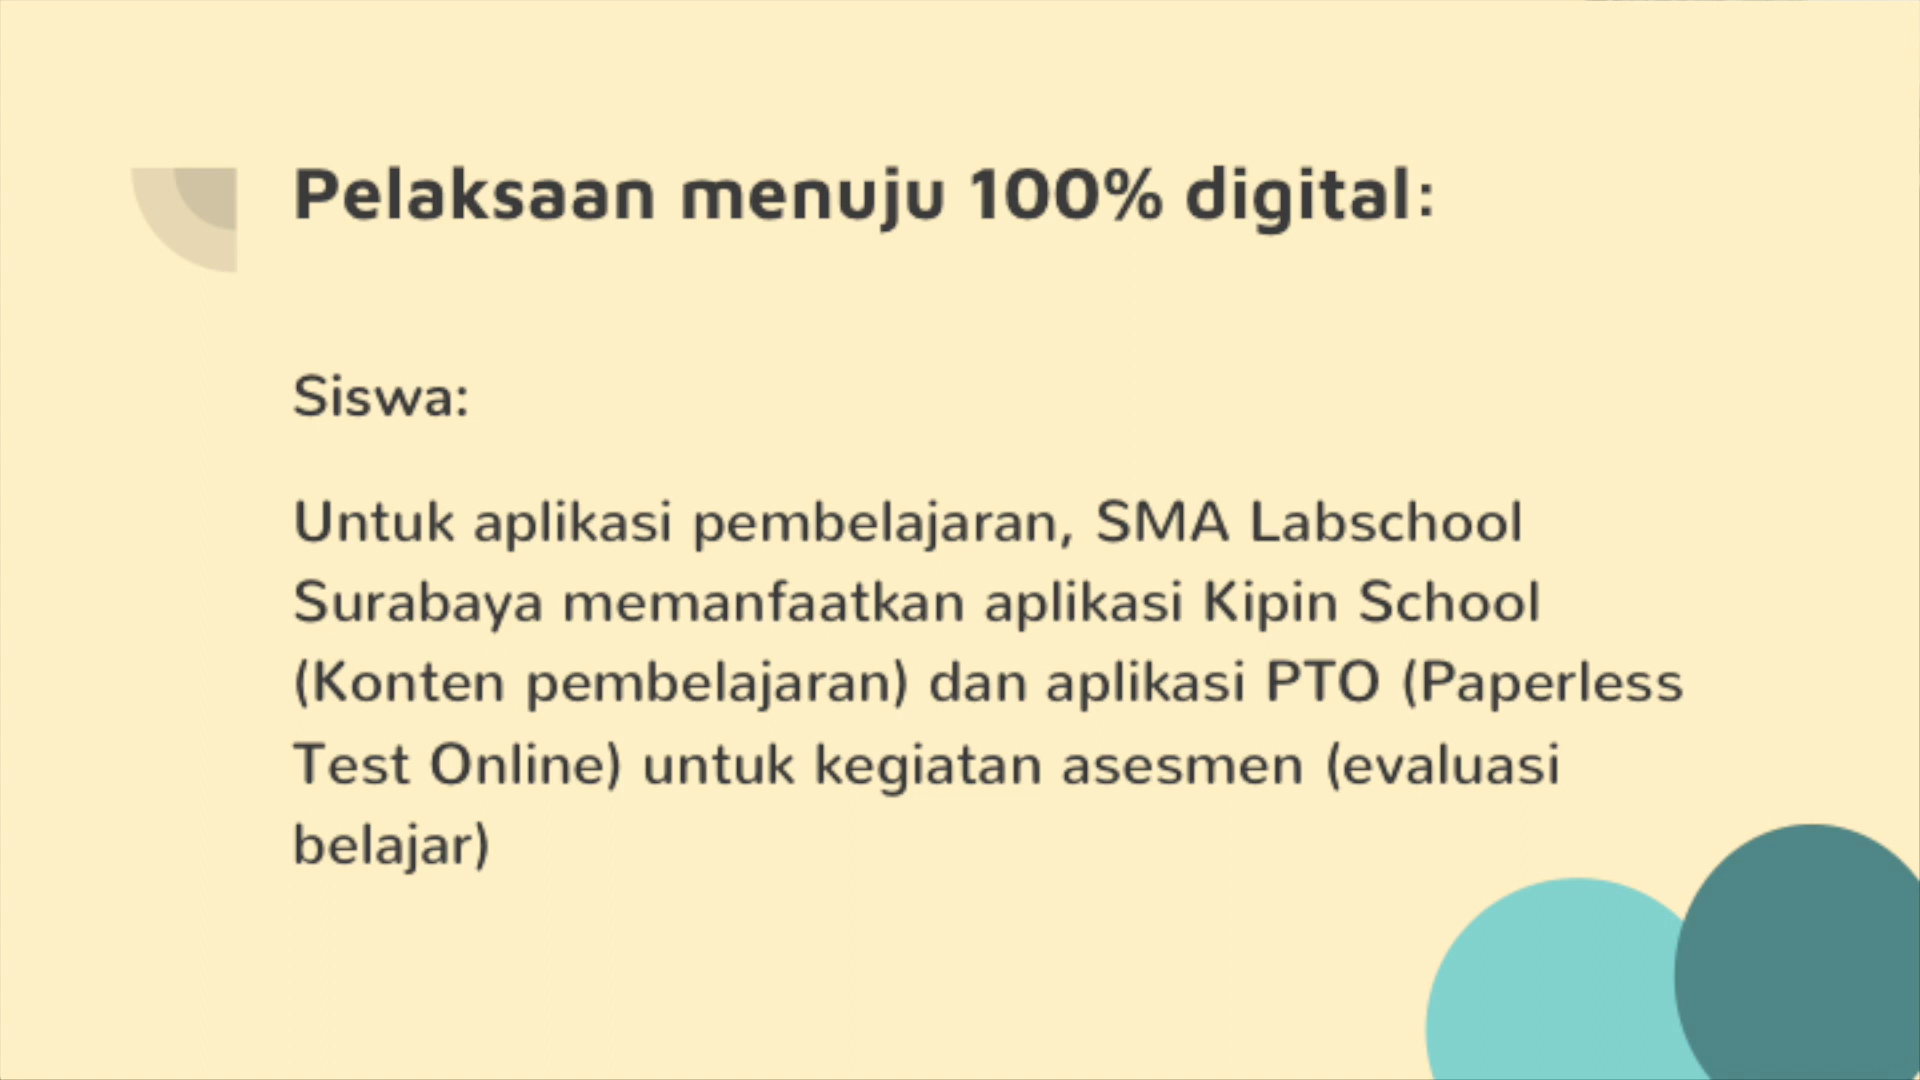 Pelaksaan menuju 100% digital:
Siswa:
Untuk aplikasi pembelajaran, SMA Labschool
Surabaya memanfaatkan aplikasi Kipin School
(Konten pembelajaran) dan aplikasi PTO (Paperless
Test Online) untuk kegiatan asesmen (evaluasi
belajar)